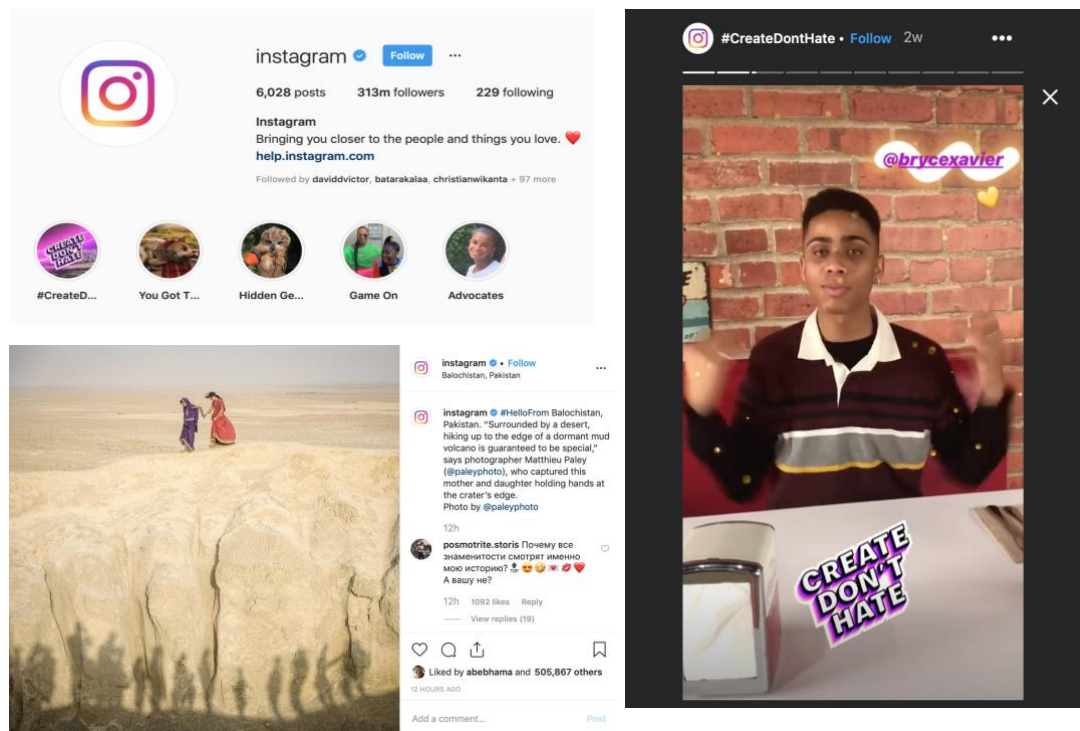 instagram Follow ...
6,028 posts 313m followers 229 following
Instagram
Bringing you closer to the people and things you love. ❤️
help.instagram.com
Followed by daviddvictor, batarakalaa, christianwikanta + 97 more
CREATE
DON'T
HATE
#CreateD... You Got T... Hidden Ge... Game On Advocates
instagram • Follow
Balochistan, Pakistan
...
instagram #HelloFrom Balochistan,
Pakistan. “Surrounded by a desert,
hiking up to the edge of a dormant mud
volcano is guaranteed to be special,”
says photographer Matthieu Paley
(@paleyphoto), who captured this
mother and daughter holding hands at
the crater's edge.
Photo by @paleyphoto
12h
posmotrite.storis Почему все
знаменитости смотрят именно
мою историю? 🔝😍🤣💌💋❤️
А вашу не?
12h 1092 likes Reply
View replies (19)
Liked by abebhama and 505,867 others
12 HOURS AGO
Add a comment... Post
#CreateDontHate • Follow 2w •••
@brycexavier
💛
CREATE
DON'T
HATE